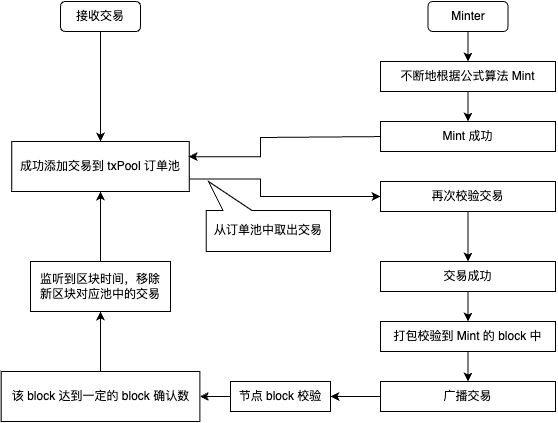 接收交易
Minter
不断地根据公式算法 Mint
Mint 成功
成功添加交易到 txPool 订单池
再次校验交易
从订单池中取出交易
交易成功
监听到区块时间，移除
新区块对应池中的交易
打包校验到 Mint 的 block 中
该 block 达到一定的 block 确认数
节点 block 校验
广播交易